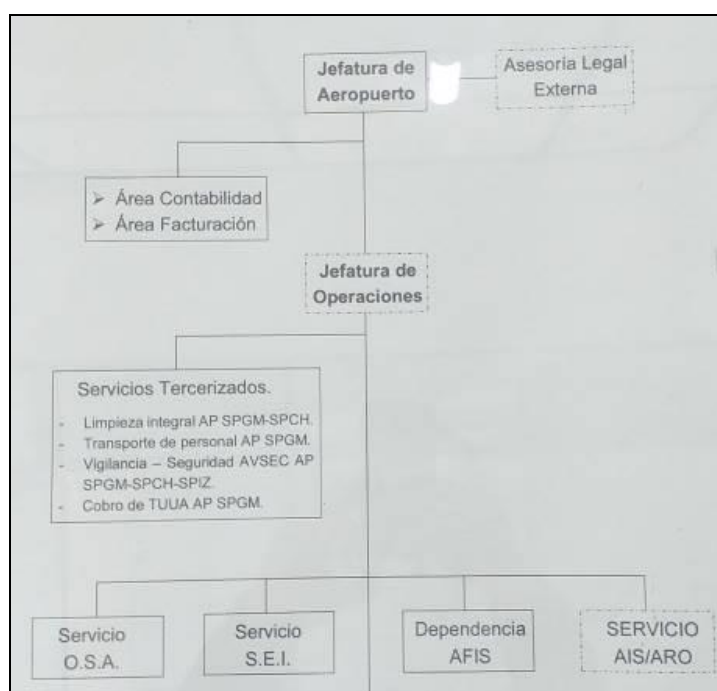 Jefatura de
Aeropuerto
Asesoria Legal
Externa
➢ Área Contabilidad
➢ Área Facturación
Jefatura de
Operaciones
Servicios Tercerizados.
- Limpieza integral AP SPGM-SPCH.
- Transporte de personal AP SPGM.
- Vigilancia – Seguridad AVSEC AP
SPGM-SPCH-SPIZ.
- Cobro de TUUA AP SPGM.
Servicio
O.S.A.
Servicio
S.E.I.
Dependencia
AFIS
SERVICIO
AIS/ARO